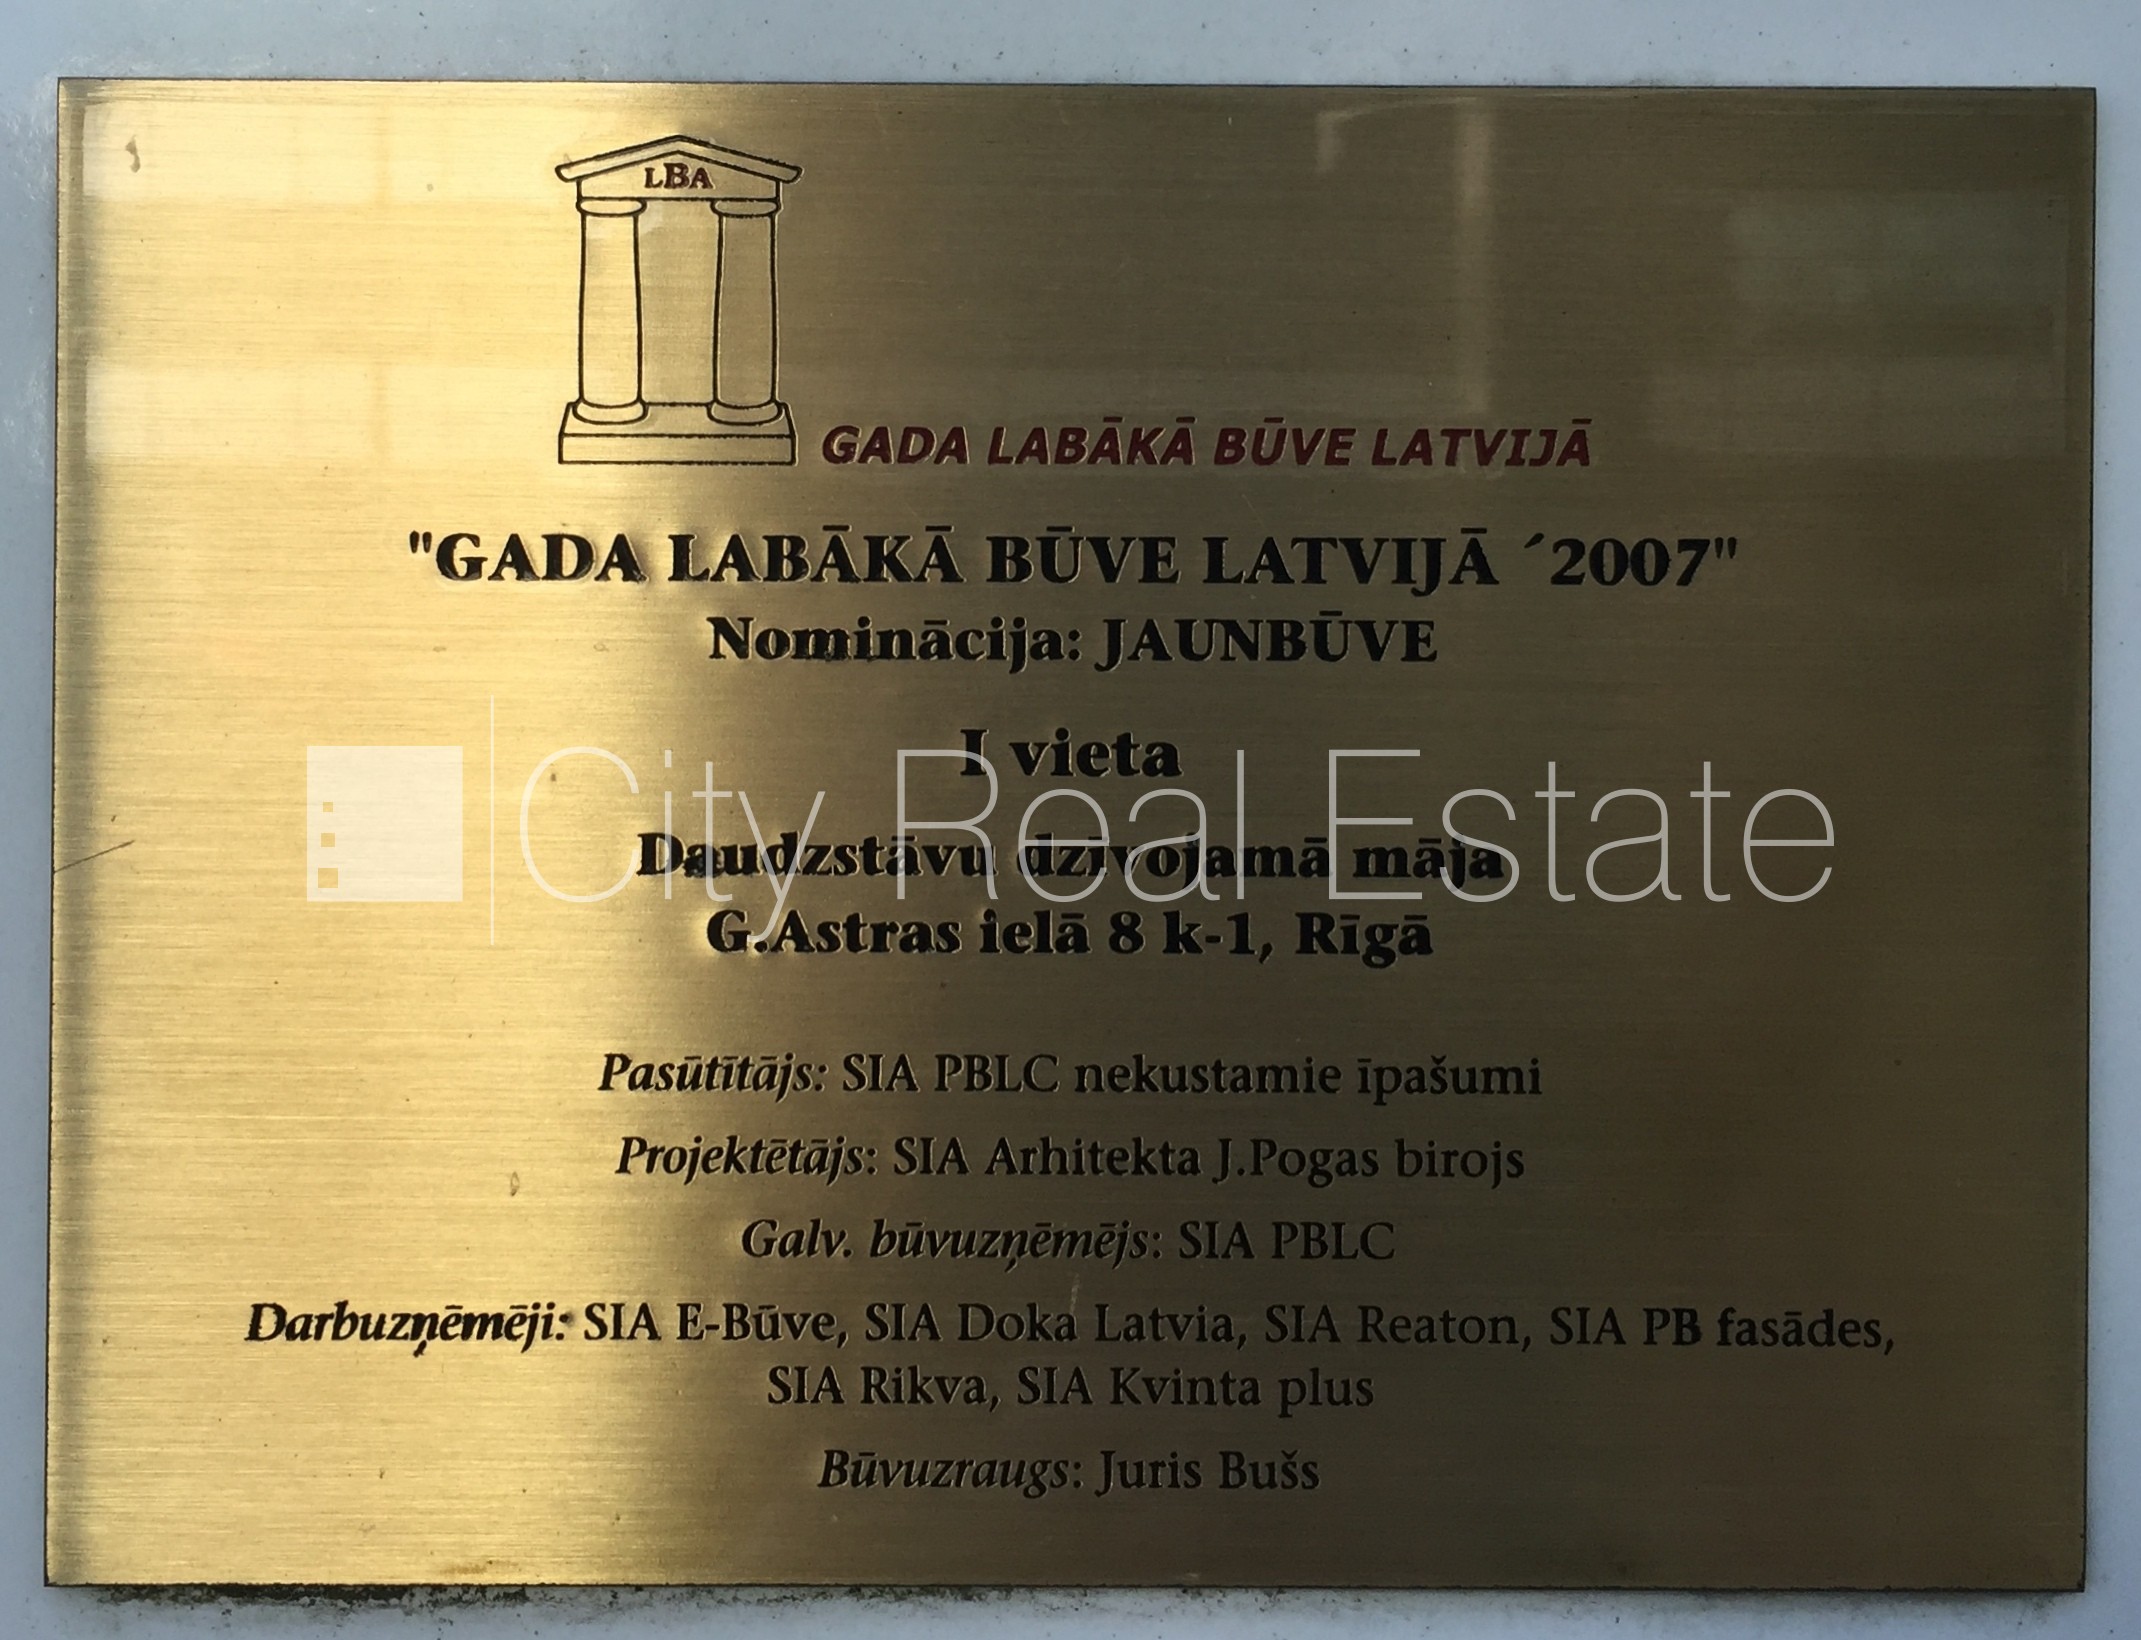 LBA
GADA LABĀKĀ BŪVE LATVIJĀ
"GADA LABĀKĀ BŪVE LATVIJĀ ´2007"
Nominācija: JAUNBŪVE
I vieta
City Real Estate
Daudzstāvu dzīvojamā māja
G.Astras ielā 8 k-1, Rīgā
Pasūtītājs: SIA PBLC nekustamie īpašumi
Projektētājs: SIA Arhitekta J.Pogas birojs
Galv. būvuzņēmējs: SIA PBLC
Darbuzņēmēji: SIA E-Būve, SIA Doka Latvia, SIA Reaton, SIA PB fasādes,
SIA Rikva, SIA Kvinta plus
Būvuzraugs: Juris Bušs